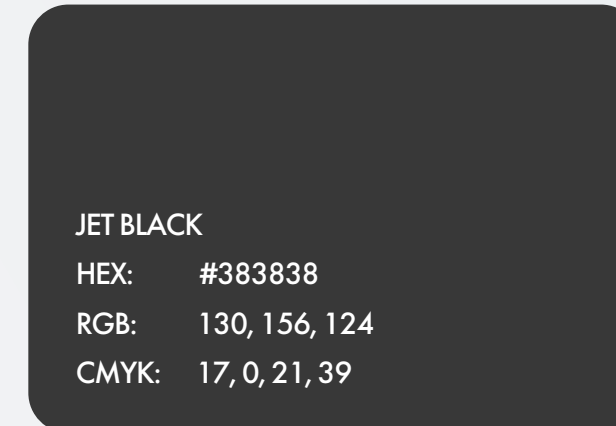 JET BLACK
HEX: #383838
RGB: 130, 156, 124
CMYK: 17, 0, 21, 39